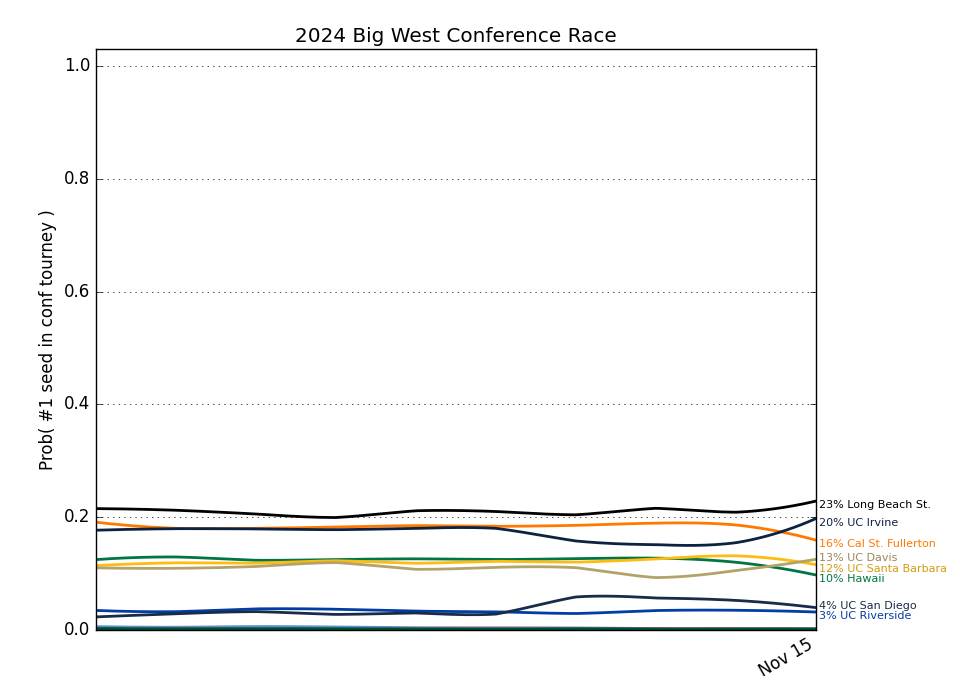 2024 Big West Conference Race
Prob( #1 seed in conf tourney )
1.0
0.8
0.6
0.4
0.2
0.0
23% Long Beach St.
20% UC Irvine
16% Cal St. Fullerton
13% UC Davis
12% UC Santa Barbara
10% Hawaii
4% UC San Diego
3% UC Riverside
Nov 15